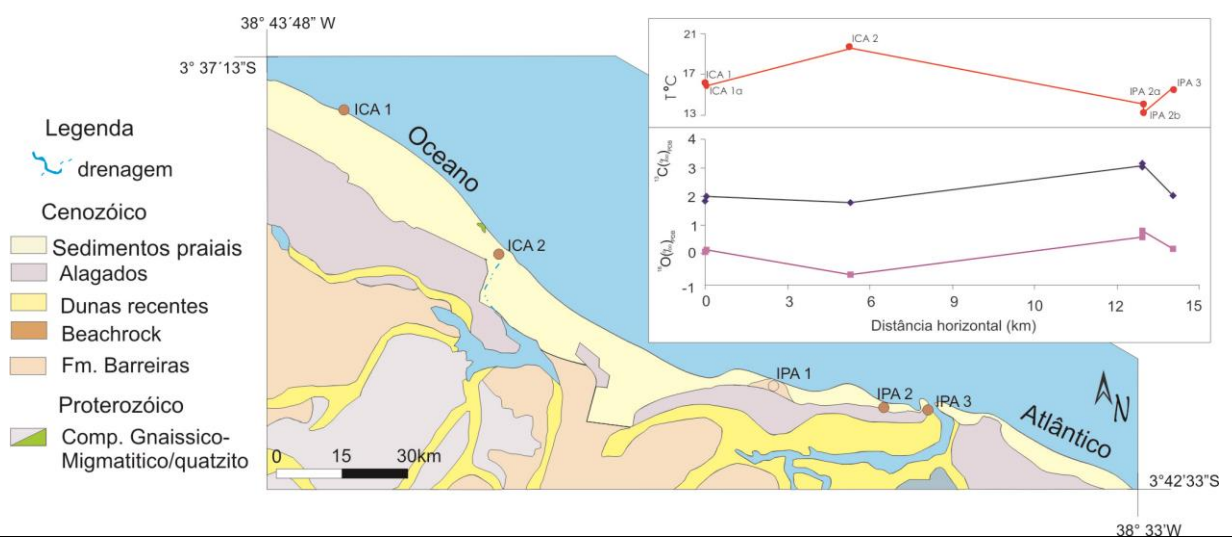 38° 43´48” W
3° 37´13”S
Legenda
drenagem
Cenozóico
Sedimentos praiais
Alagados
Dunas recentes
Beachrock
Fm. Barreiras
Proterozóico
Comp. Gnaissico-
Migmatitico/quatzito
0 15 30km
ICA 1
Oceano
ICA 2
IPA 1
IPA 2
IPA 3
Atlântico
N
3°42’33”S
38° 33’W
21
17
13
T °C
ICA 1
ICA 1a
ICA 2
IPA 2a
IPA 2b
IPA 3
4
3
2
1
0
-1
0 3 6 9 10 12 15
Distância horizontal (km)